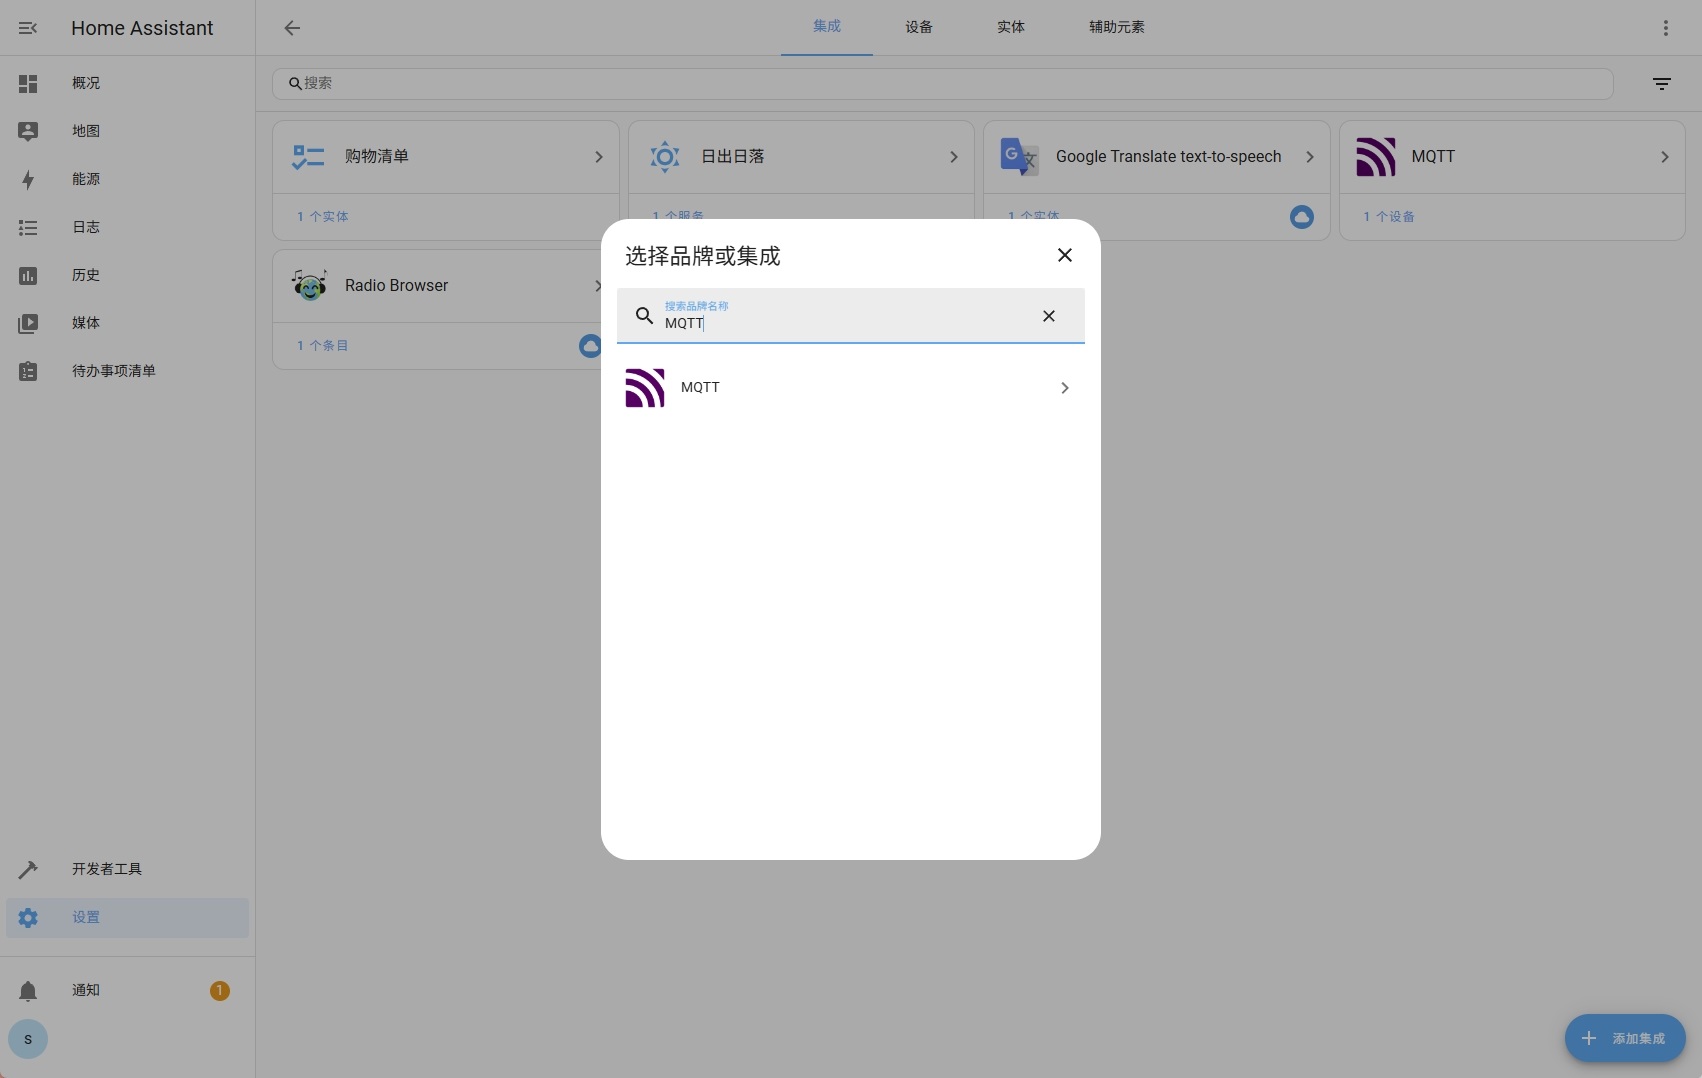 Home Assistant
集成
设备
实体
辅助元素
搜索
概况
地图
能源
日志
历史
媒体
待办事项清单
购物清单
1 个实体
日出日落
1 个服务
Google Translate text-to-speech
1 个实体
MQTT
1 个设备
Radio Browser
1 个条目
选择品牌或集成
搜索品牌名称
MQTT
MQTT
开发者工具
设置
通知
1
s
添加集成